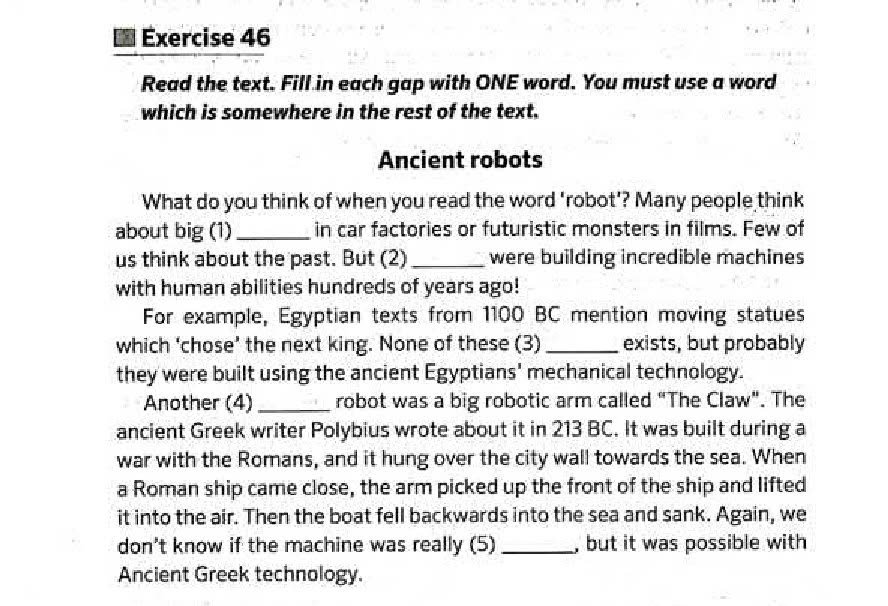 Exercise 46
Read the text. Fill in each gap with ONE word. You must use a word
which is somewhere in the rest of the text.
Ancient robots
What do you think of when you read the word 'robot'? Many people think
about big (1) _______ in car factories or futuristic monsters in films. Few of
us think about the past. But (2) _______ were building incredible machines
with human abilities hundreds of years ago!
For example, Egyptian texts from 1100 BC mention moving statues
which 'chose' the next king. None of these (3) _______ exists, but probably
they were built using the ancient Egyptians' mechanical technology.
Another (4) _______ robot was a big robotic arm called "The Claw". The
ancient Greek writer Polybius wrote about it in 213 BC. It was built during a
war with the Romans, and it hung over the city wall towards the sea. When
a Roman ship came close, the arm picked up the front of the ship and lifted
it into the air. Then the boat fell backwards into the sea and sank. Again, we
don't know if the machine was really (5) _______, but it was possible with
Ancient Greek technology.